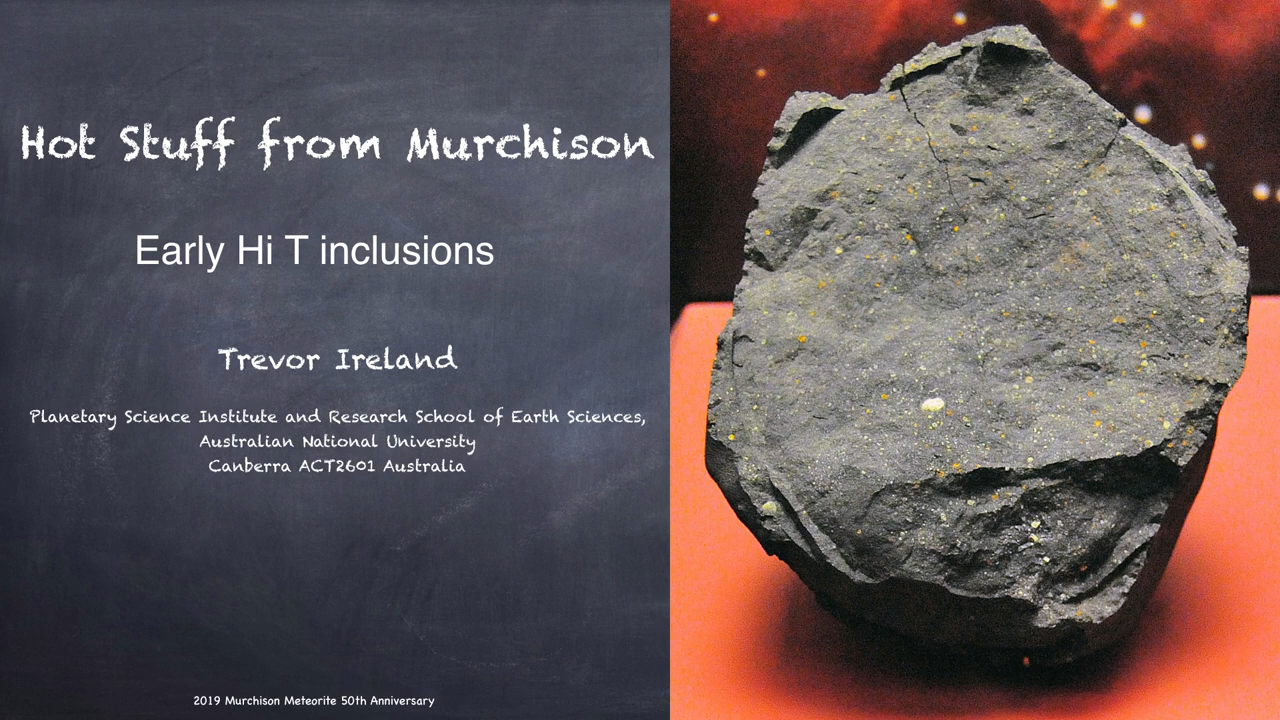 Hot Stuff from Murchison
Early Hi T inclusions
Trevor Ireland
Planetary Science Institute and Research School of Earth Sciences,
Australian National University
Canberra ACT2601 Australia
2019 Murchison Meteorite 50th Anniversary